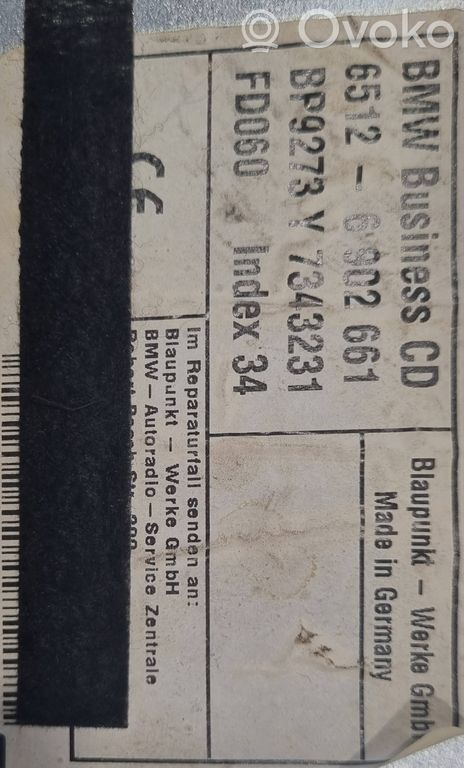 Ovoko
BMW Business CD
6512 - 6902 661
BP9273 Y 7343231
FD060 Index 34
Blaupunkt - Werke Gmb
Made in Germany
CE
Im Reparaturfall senden an:
Blaupunkt - Werke GmbH
BMW-Autoradio-Service Zentrale